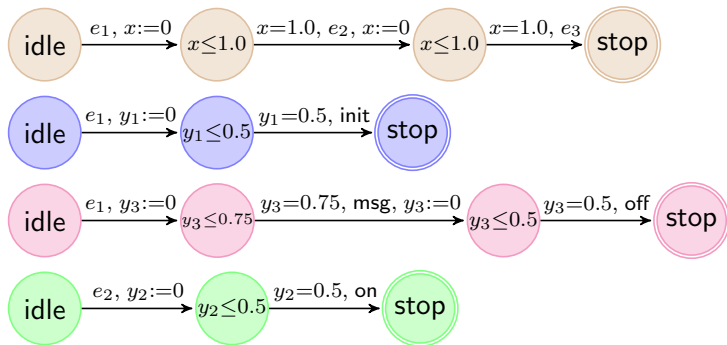 idle e₁, x:=0 x≤1.0 x=1.0, e₂, x:=0 x≤1.0 x=1.0, e₃ stop
idle e₁, y₁:=0 y₁≤0.5 y₁=0.5, init stop
idle e₁, y₃:=0 y₃≤0.75 y₃=0.75, msg, y₃:=0 y₃≤0.5 y₃=0.5, off stop
idle e₂, y₂:=0 y₂≤0.5 y₂=0.5, on stop